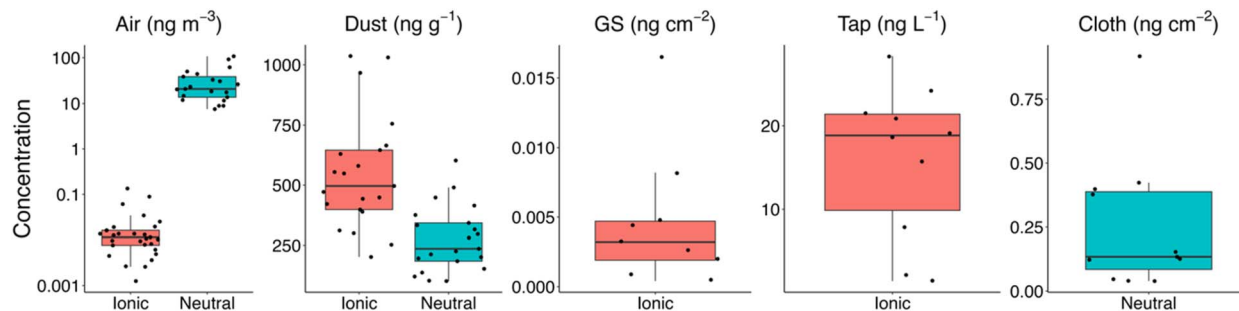 Air (ng m⁻³) Dust (ng g⁻¹) GS (ng cm⁻²) Tap (ng L⁻¹) Cloth (ng cm⁻²)
Concentration
100
10
1
0.1
0.001
Ionic Neutral
1000
750
500
250
Ionic Neutral
0.015
0.010
0.005
0.000
Ionic
20
10
Ionic
0.75
0.50
0.25
0.00
Neutral